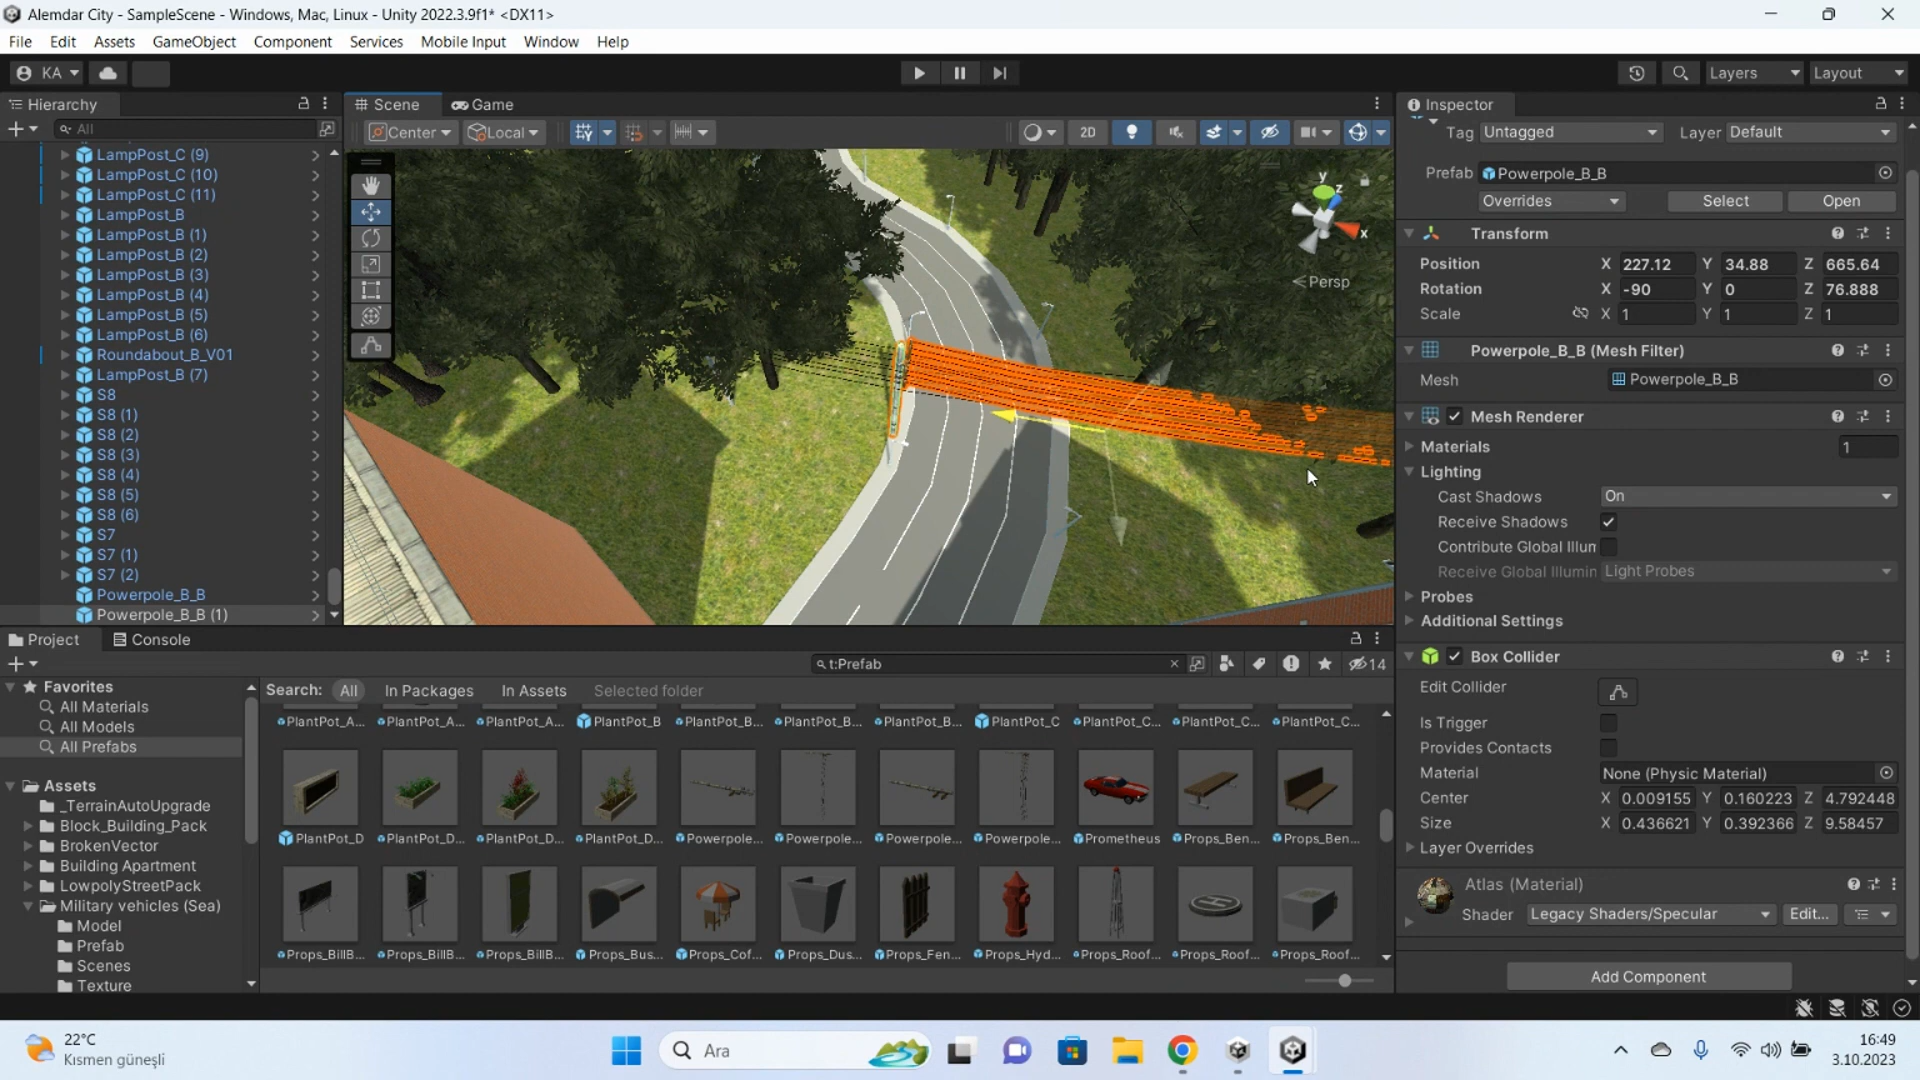 Alemdar City - SampleScene - Windows, Mac, Linux - Unity 2022.3.9f1* <DX11>
File Edit Assets GameObject Component Services Mobile Input Window Help
KA
Layers
Layout
Hierarchy
All
LampPost_C (9)
LampPost_C (10)
LampPost_C (11)
LampPost_B
LampPost_B (1)
LampPost_B (2)
LampPost_B (3)
LampPost_B (4)
LampPost_B (5)
LampPost_B (6)
Roundabout_B_V01
LampPost_B (7)
S8
S8 (1)
S8 (2)
S8 (3)
S8 (4)
S8 (5)
S8 (6)
S7
S7 (1)
S7 (2)
Powerpole_B_B
Powerpole_B_B (1)
Scene Game
Center Local
2D
y
z
x
Persp
Inspector
Tag Untagged Layer Default
Prefab Powerpole_B_B
Overrides Select Open
Transform
Position X 227.12 Y 34.88 Z 665.64
Rotation X -90 Y 0 Z 76.888
Scale X 1 Y 1 Z 1
Powerpole_B_B (Mesh Filter)
Mesh Powerpole_B_B
Mesh Renderer
Materials 1
Lighting
Cast Shadows On
Receive Shadows
Contribute Global Illum
Receive Global Illumin Light Probes
Probes
Additional Settings
Box Collider
Edit Collider
Is Trigger
Provides Contacts
Material None (Physic Material)
Center X 0.009155 Y 0.160223 Z 4.792448
Size X 0.436621 Y 0.392366 Z 9.58457
Layer Overrides
Atlas (Material)
Shader Legacy Shaders/Specular Edit...
Add Component
Project Console
t:Prefab
14
Favorites
All Materials
All Models
All Prefabs
Assets
_TerrainAutoUpgrade
Block_Building_Pack
BrokenVector
Building Apartment
LowpolyStreetPack
Military vehicles (Sea)
Model
Prefab
Scenes
Texture
Search: All In Packages In Assets Selected folder
PlantPot_A... PlantPot_A... PlantPot_A... PlantPot_B PlantPot_B... PlantPot_B... PlantPot_B... PlantPot_C PlantPot_C... PlantPot_C... PlantPot_C...
PlantPot_D PlantPot_D... PlantPot_D... PlantPot_D... Powerpole... Powerpole... Powerpole... Powerpole... Prometheus Props_Ben... Props_Ben...
Props_BillB... Props_BillB... Props_BillB... Props_Bus... Props_Cof... Props_Dus... Props_Fen... Props_Hyd... Props_Roof... Props_Roof... Props_Roof...
22°C
Kısmen güneşli
Ara
16:49
3.10.2023